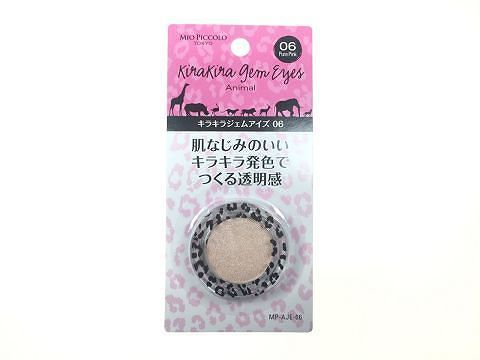 MIO PICCOLO
TOKYO
06
Pure Pink
KiraKira Gem Eyes
Animal
キラキラジェムアイズ 06
肌なじみのいい
キラキラ発色で
つくる透明感
MP-AJE-06